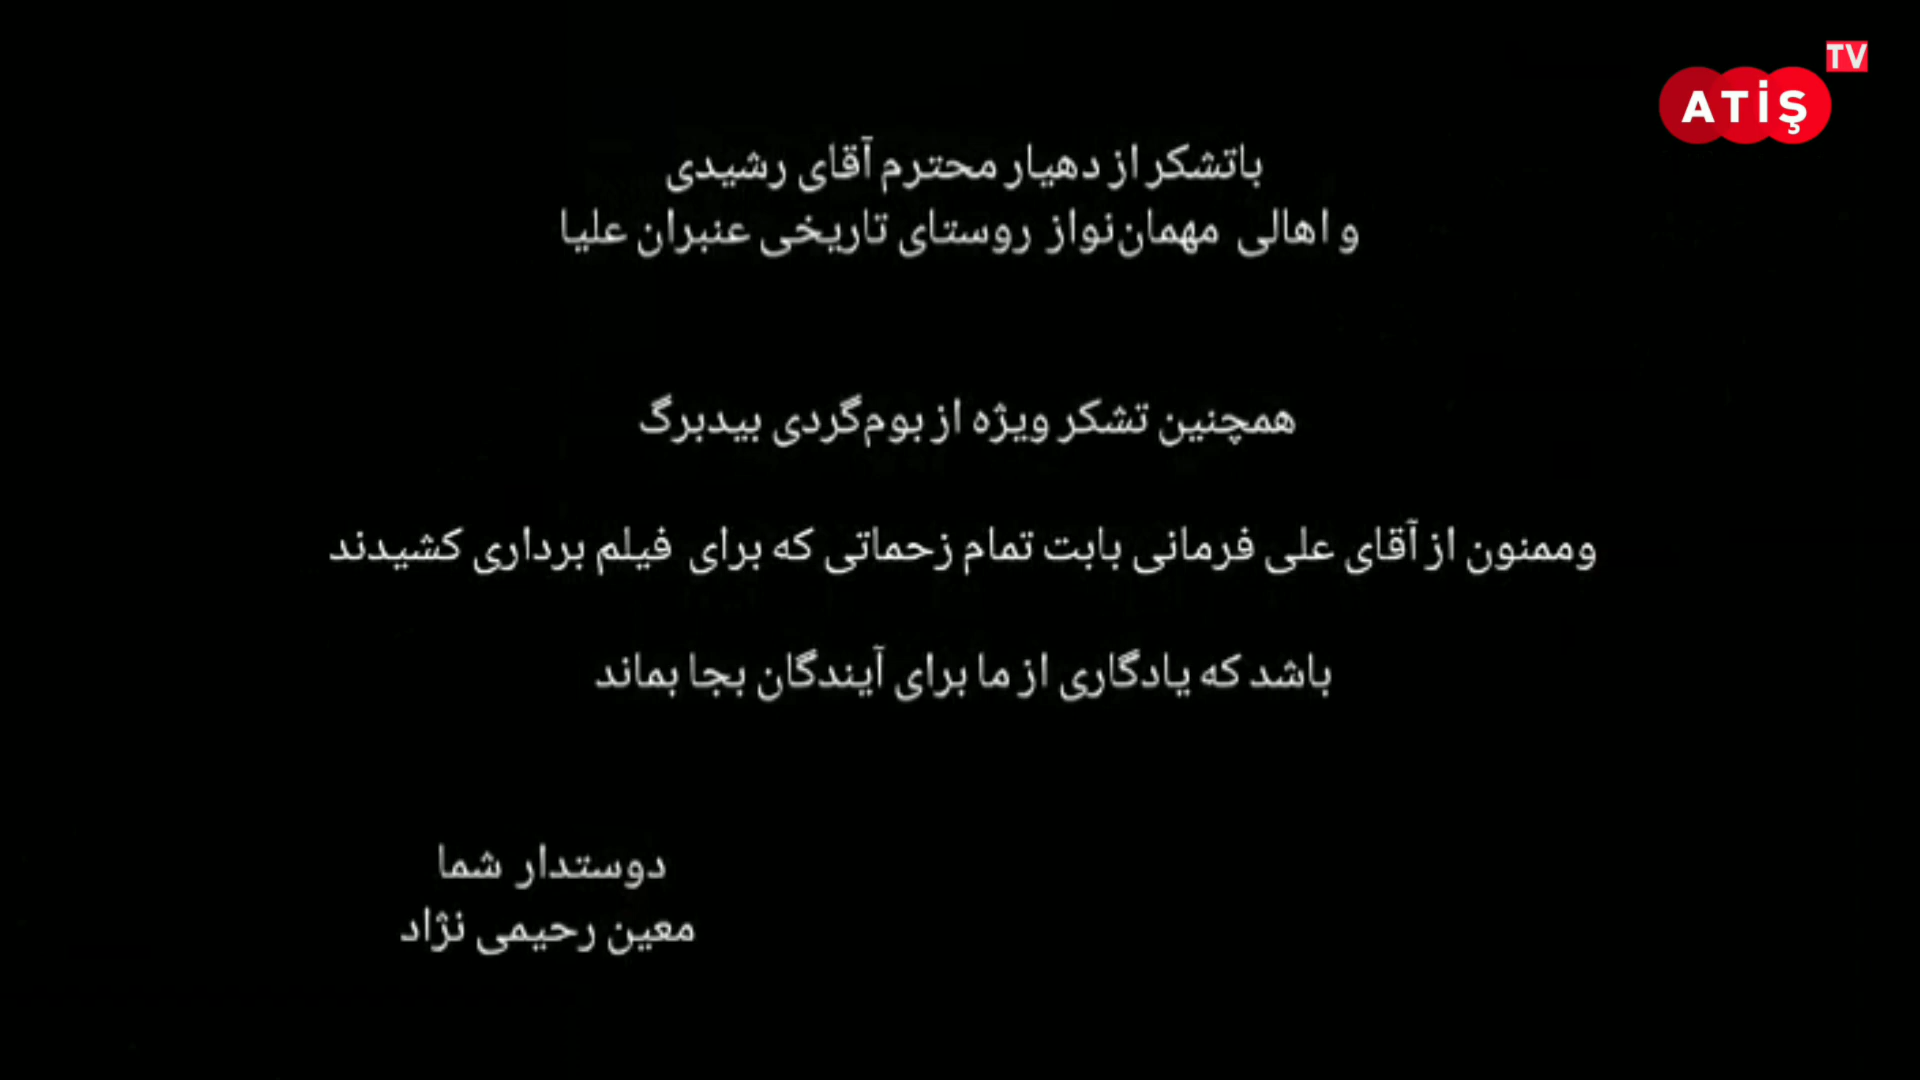 TV
ATİŞ
باتشکر از دهیار محترم آقای رشیدی
و اهالی مهمان‌نواز روستای تاریخی عنبران علیا
همچنین تشکر ویژه از بوم‌گردی بیدبرگ
وممنون از آقای علی فرمانی بابت تمام زحماتی که برای فیلم برداری کشیدند
باشد که یادگاری از ما برای آیندگان بجا بماند
دوستدار شما
معین رحیمی نژاد